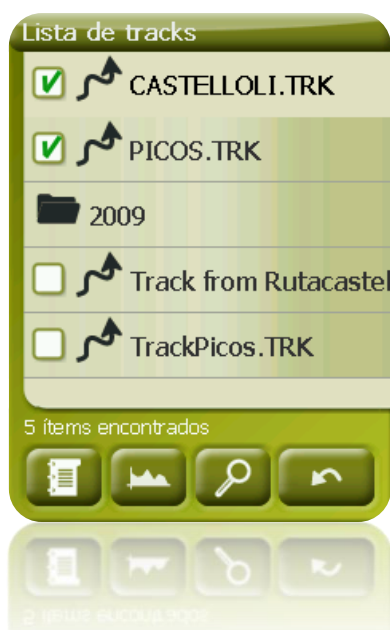 Lista de tracks
CASTELLOLI.TRK
PICOS.TRK
2009
Track from Rutacastel
TrackPicos.TRK
5 ítems encontrados